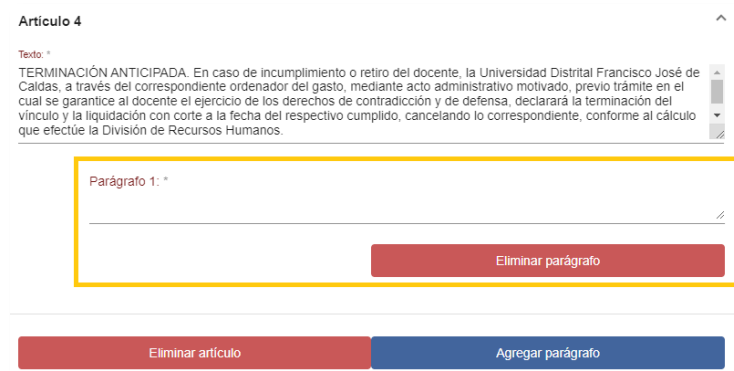 Artículo 4
Texto: *
TERMINACIÓN ANTICIPADA. En caso de incumplimiento o retiro del docente, la Universidad Distrital Francisco José de
Caldas, a través del correspondiente ordenador del gasto, mediante acto administrativo motivado, previo trámite en el
cual se garantice al docente el ejercicio de los derechos de contradicción y de defensa, declarará la terminación del
vínculo y la liquidación con corte a la fecha del respectivo cumplido, cancelando lo correspondiente, conforme al cálculo
que efectúe la División de Recursos Humanos.
Parágrafo 1: *
Eliminar parágrafo
Eliminar artículo
Agregar parágrafo